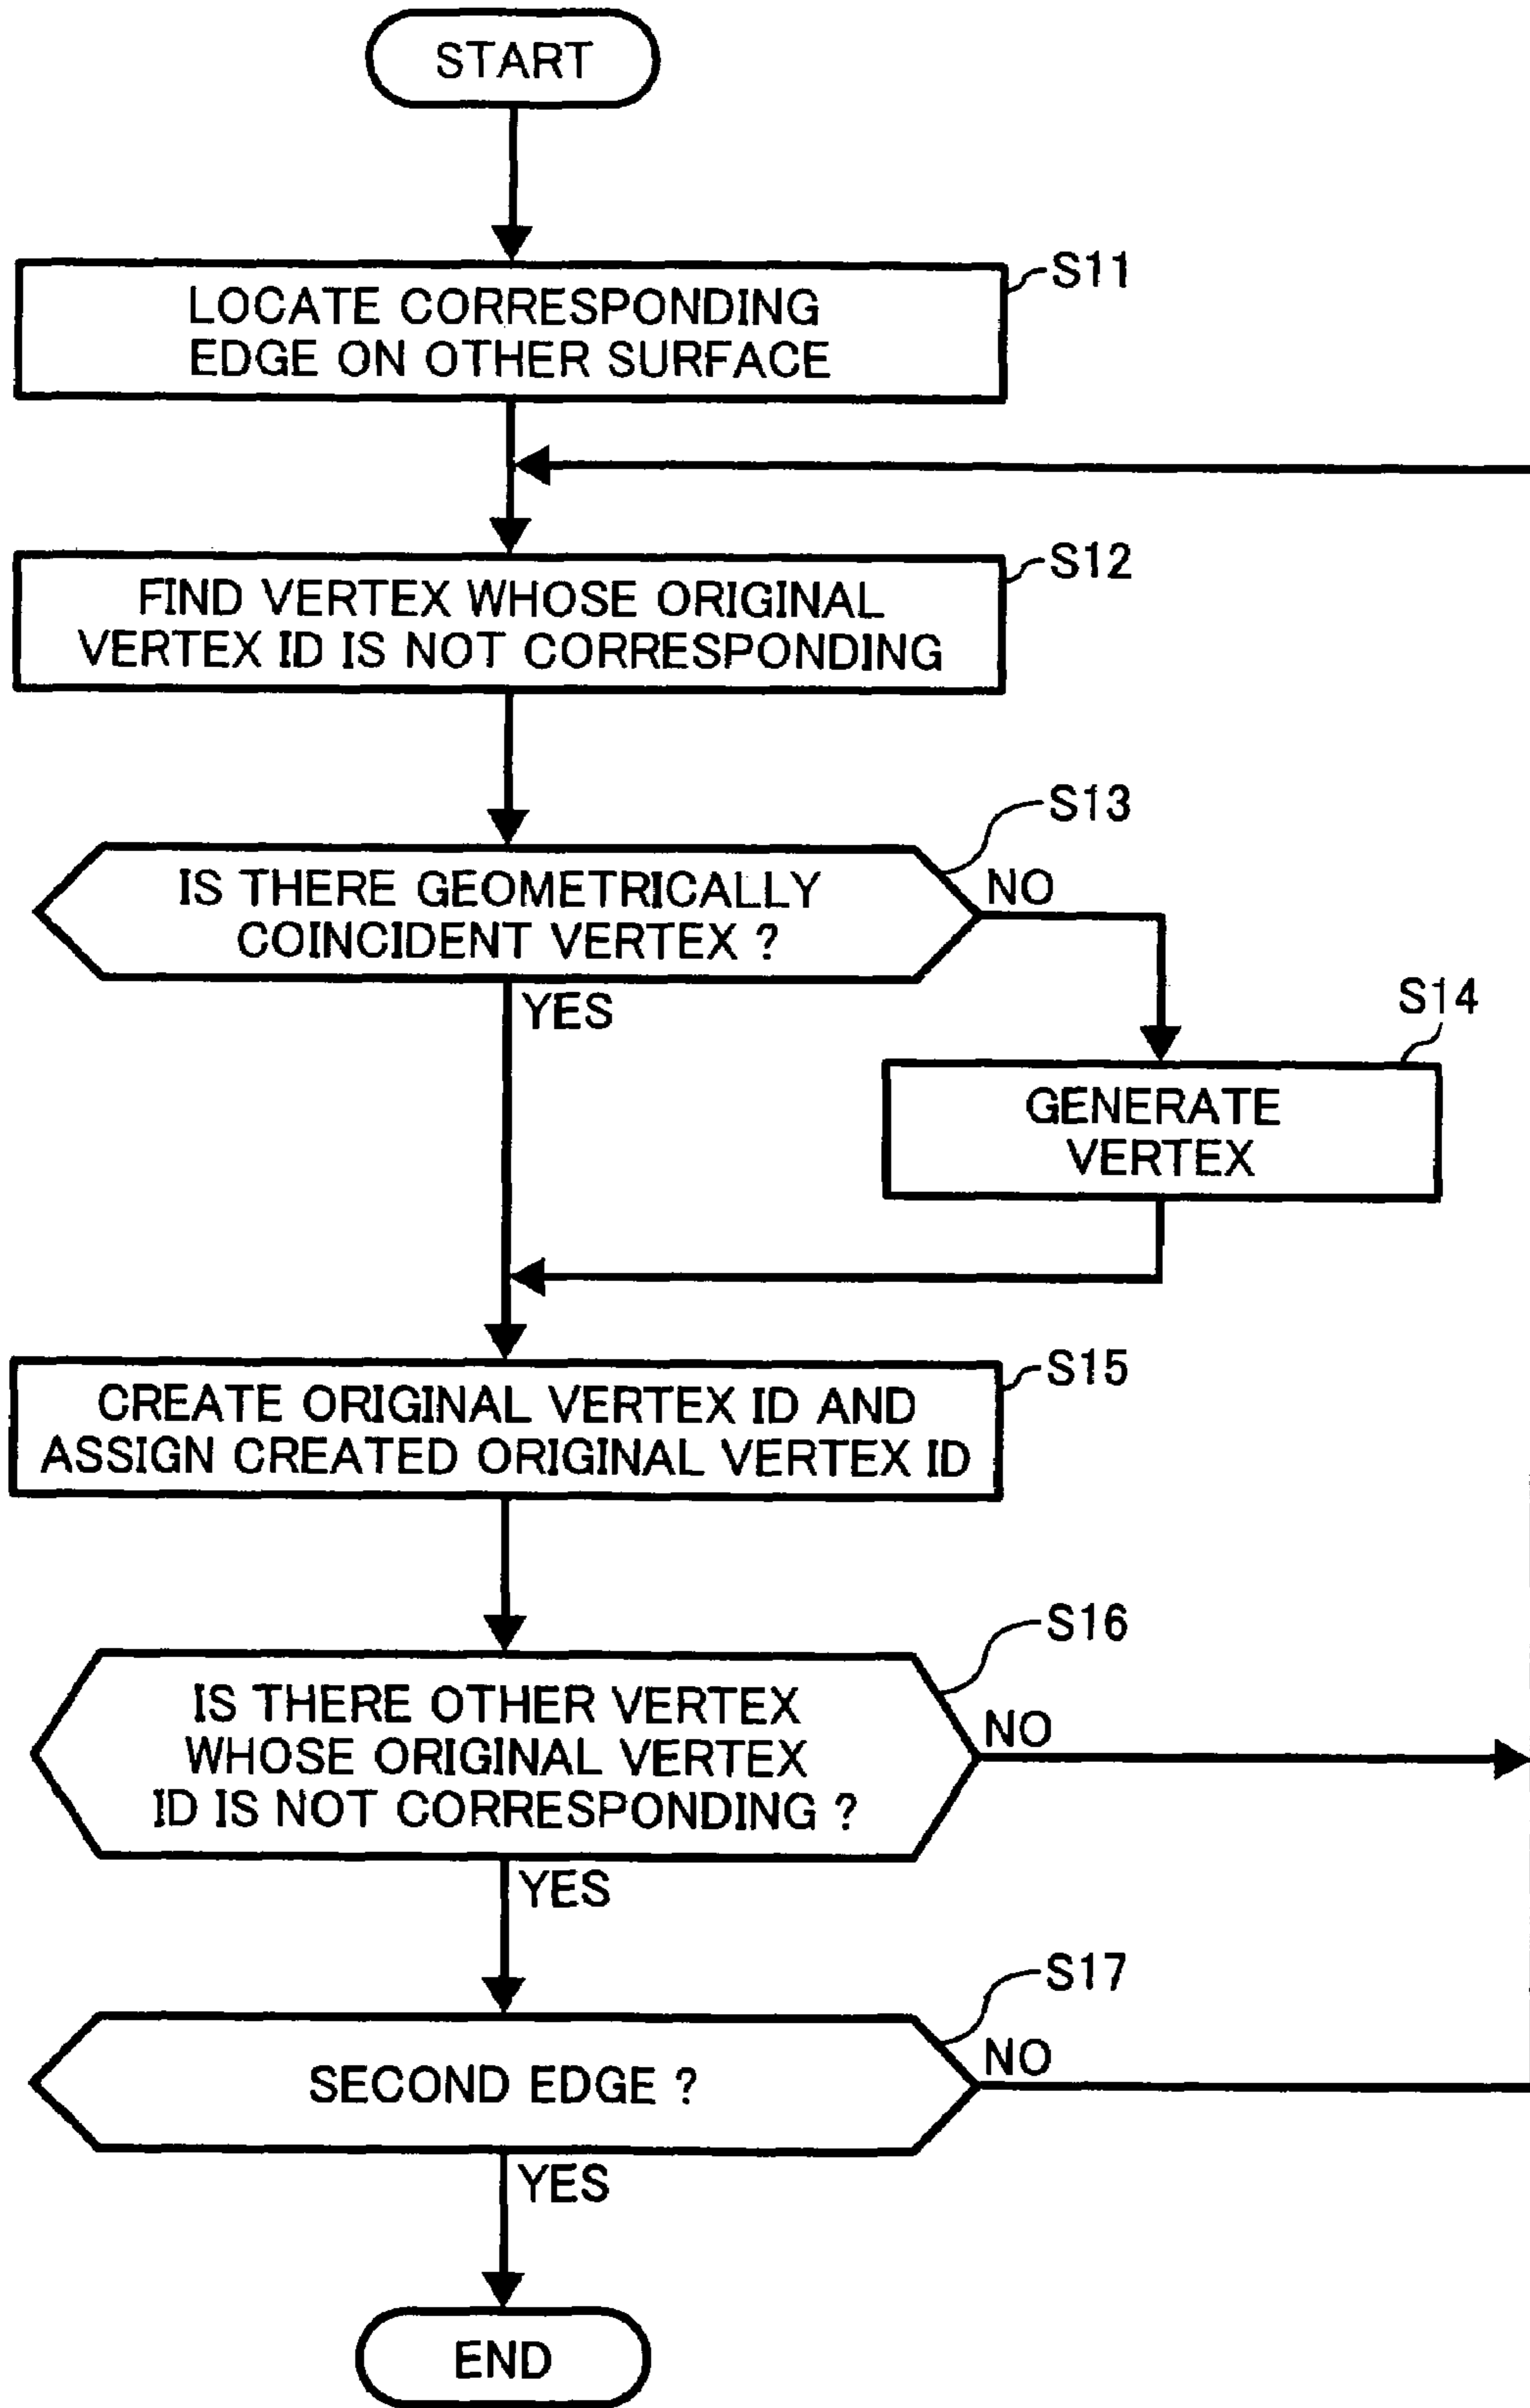 START
S11
LOCATE CORRESPONDING
EDGE ON OTHER SURFACE
S12
FIND VERTEX WHOSE ORIGINAL
VERTEX ID IS NOT CORRESPONDING
S13
IS THERE GEOMETRICALLY
COINCIDENT VERTEX ?
NO
YES
S14
GENERATE
VERTEX
S15
CREATE ORIGINAL VERTEX ID AND
ASSIGN CREATED ORIGINAL VERTEX ID
S16
IS THERE OTHER VERTEX
WHOSE ORIGINAL VERTEX
ID IS NOT CORRESPONDING ?
NO
YES
S17
SECOND EDGE ?
NO
YES
END